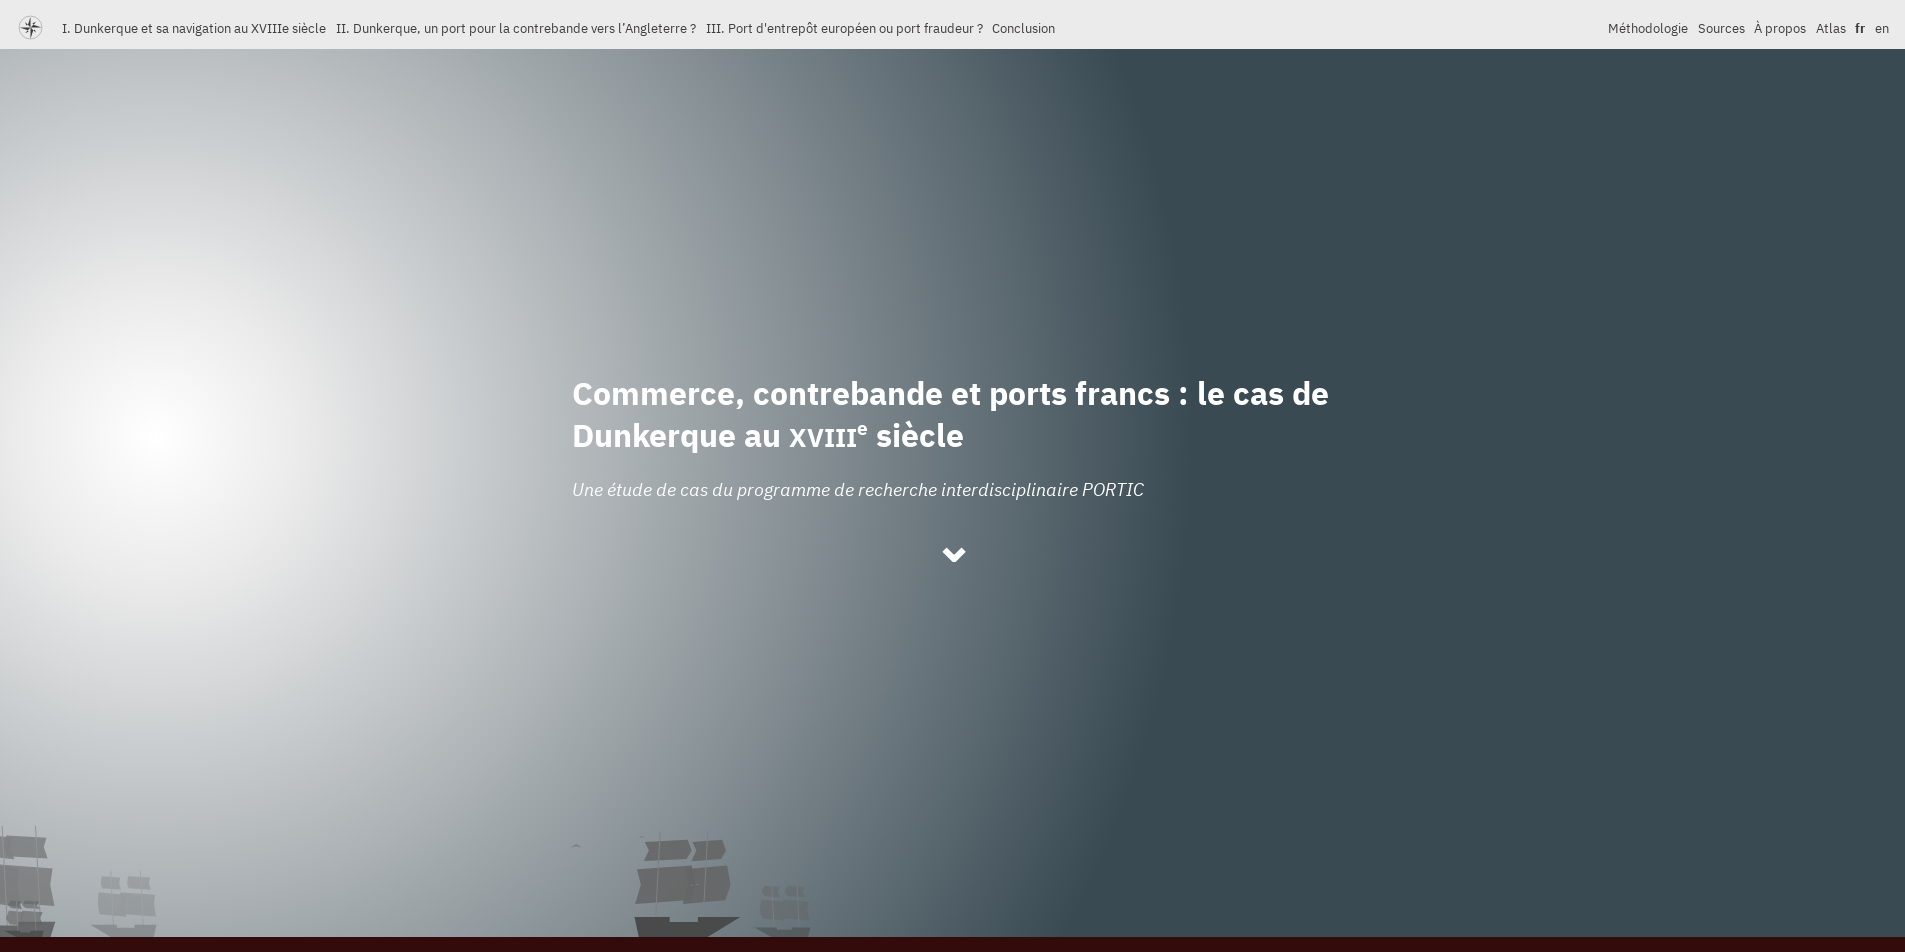 I. Dunkerque et sa navigation au XVIIIe siècle II. Dunkerque, un port pour la contrebande vers l’Angleterre ? III. Port d'entrepôt européen ou port fraudeur ? Conclusion Méthodologie Sources À propos Atlas fr en
Commerce, contrebande et ports francs : le cas de
Dunkerque au XVIIIe siècle
Une étude de cas du programme de recherche interdisciplinaire PORTIC